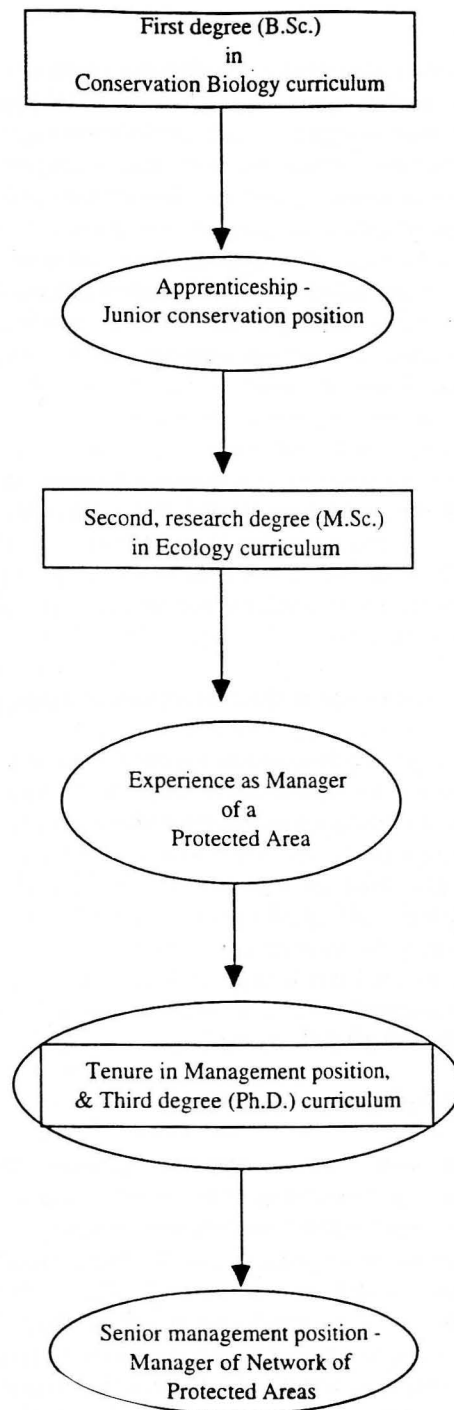 First degree (B.Sc.)
in
Conservation Biology curriculum
Apprenticeship -
Junior conservation position
Second, research degree (M.Sc.)
in Ecology curriculum
Experience as Manager
of a
Protected Area
Tenure in Management position,
& Third degree (Ph.D.) curriculum
Senior management position -
Manager of Network of
Protected Areas